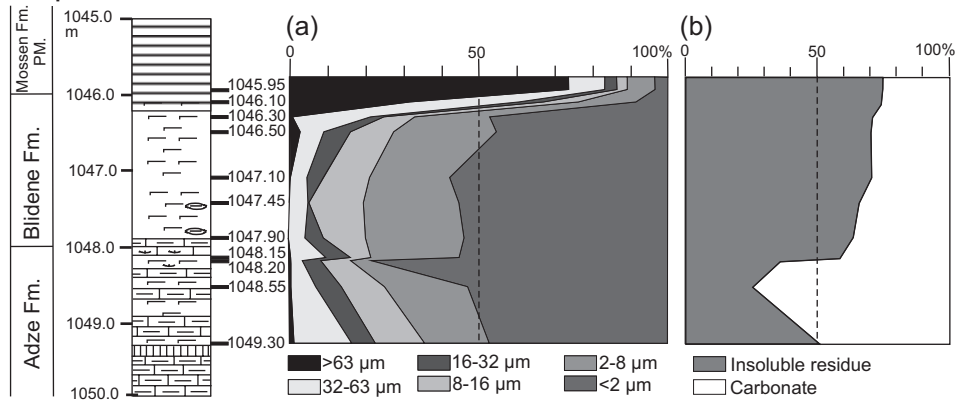 Mossen Fm.
PM.
Blidene Fm.
Adze Fm.
1045.0
m
1046.0
1047.0
1048.0
1049.0
1050.0
1045.95
1046.10
1046.30
1046.50
1047.10
1047.45
1047.90
1048.15
1048.20
1048.55
1049.30
(a)
0 50 100%
>63 µm 16-32 µm 2-8 µm
32-63 µm 8-16 µm <2 µm
(b)
0 50 100%
Insoluble residue
Carbonate